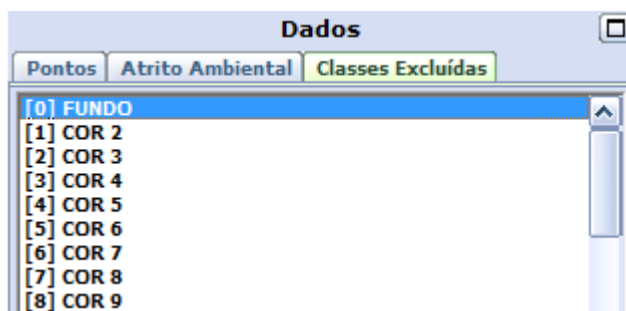 Dados
Pontos Atrito Ambiental Classes Excluídas
[0] FUNDO
[1] COR 2
[2] COR 3
[3] COR 4
[4] COR 5
[5] COR 6
[6] COR 7
[7] COR 8
[8] COR 9